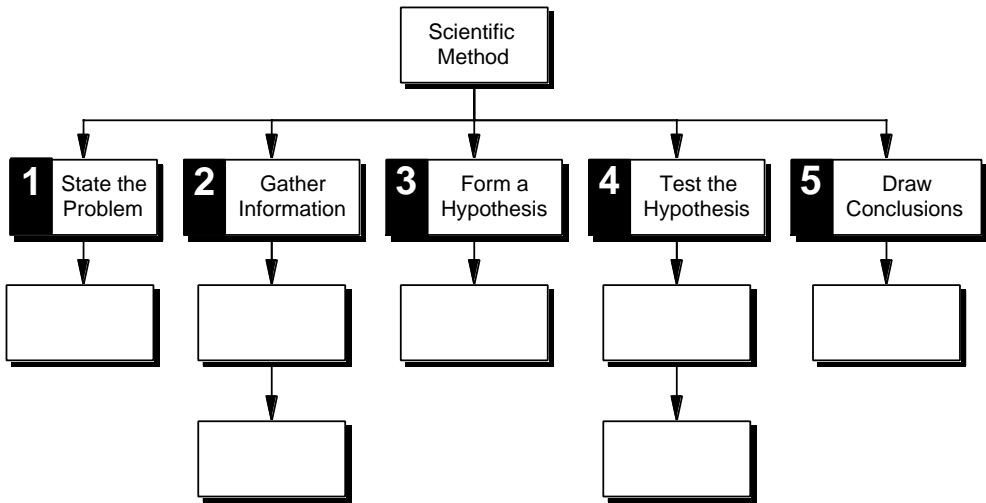 Scientific
Method
1
State the
Problem
2
Gather
Information
3
Form a
Hypothesis
4
Test the
Hypothesis
5
Draw
Conclusions